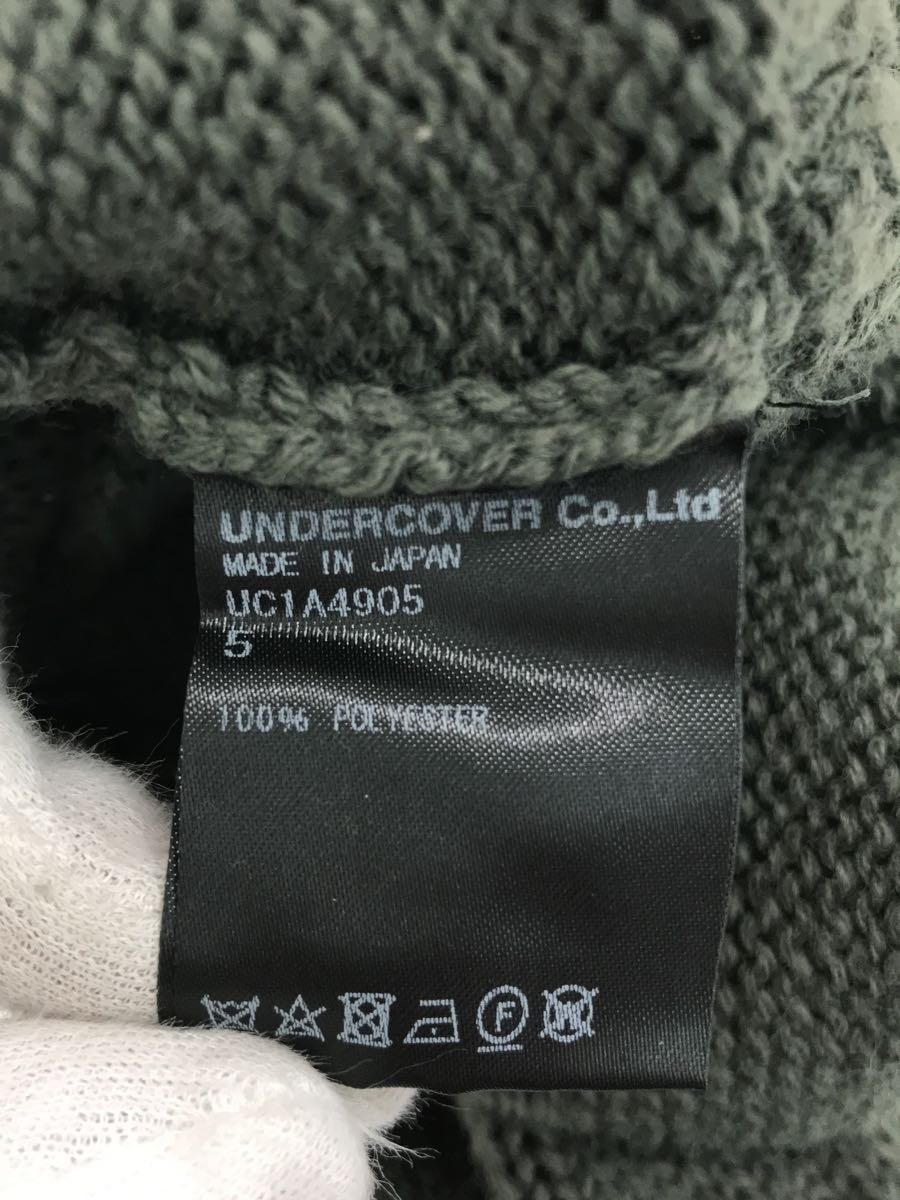 UNDERCOVER Co.,Ltd
MADE IN JAPAN
UC1A4905
5
100% POLYESTER
F
W